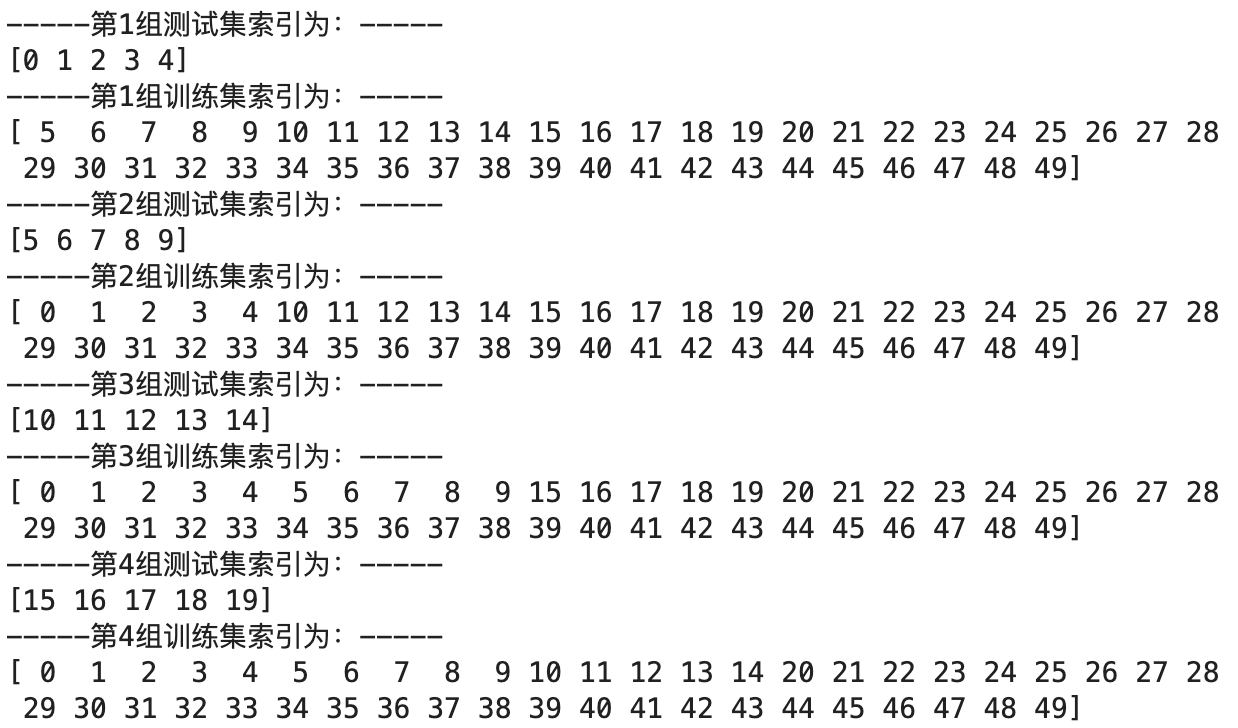 -----第1组测试集索引为：-----
[0 1 2 3 4]
-----第1组训练集索引为：-----
[ 5  6  7  8  9 10 11 12 13 14 15 16 17 18 19 20 21 22 23 24 25 26 27 28
 29 30 31 32 33 34 35 36 37 38 39 40 41 42 43 44 45 46 47 48 49]
-----第2组测试集索引为：-----
[5 6 7 8 9]
-----第2组训练集索引为：-----
[ 0  1  2  3  4 10 11 12 13 14 15 16 17 18 19 20 21 22 23 24 25 26 27 28
 29 30 31 32 33 34 35 36 37 38 39 40 41 42 43 44 45 46 47 48 49]
-----第3组测试集索引为：-----
[10 11 12 13 14]
-----第3组训练集索引为：-----
[ 0  1  2  3  4  5  6  7  8  9 15 16 17 18 19 20 21 22 23 24 25 26 27 28
 29 30 31 32 33 34 35 36 37 38 39 40 41 42 43 44 45 46 47 48 49]
-----第4组测试集索引为：-----
[15 16 17 18 19]
-----第4组训练集索引为：-----
[ 0  1  2  3  4  5  6  7  8  9 10 11 12 13 14 20 21 22 23 24 25 26 27 28
 29 30 31 32 33 34 35 36 37 38 39 40 41 42 43 44 45 46 47 48 49]